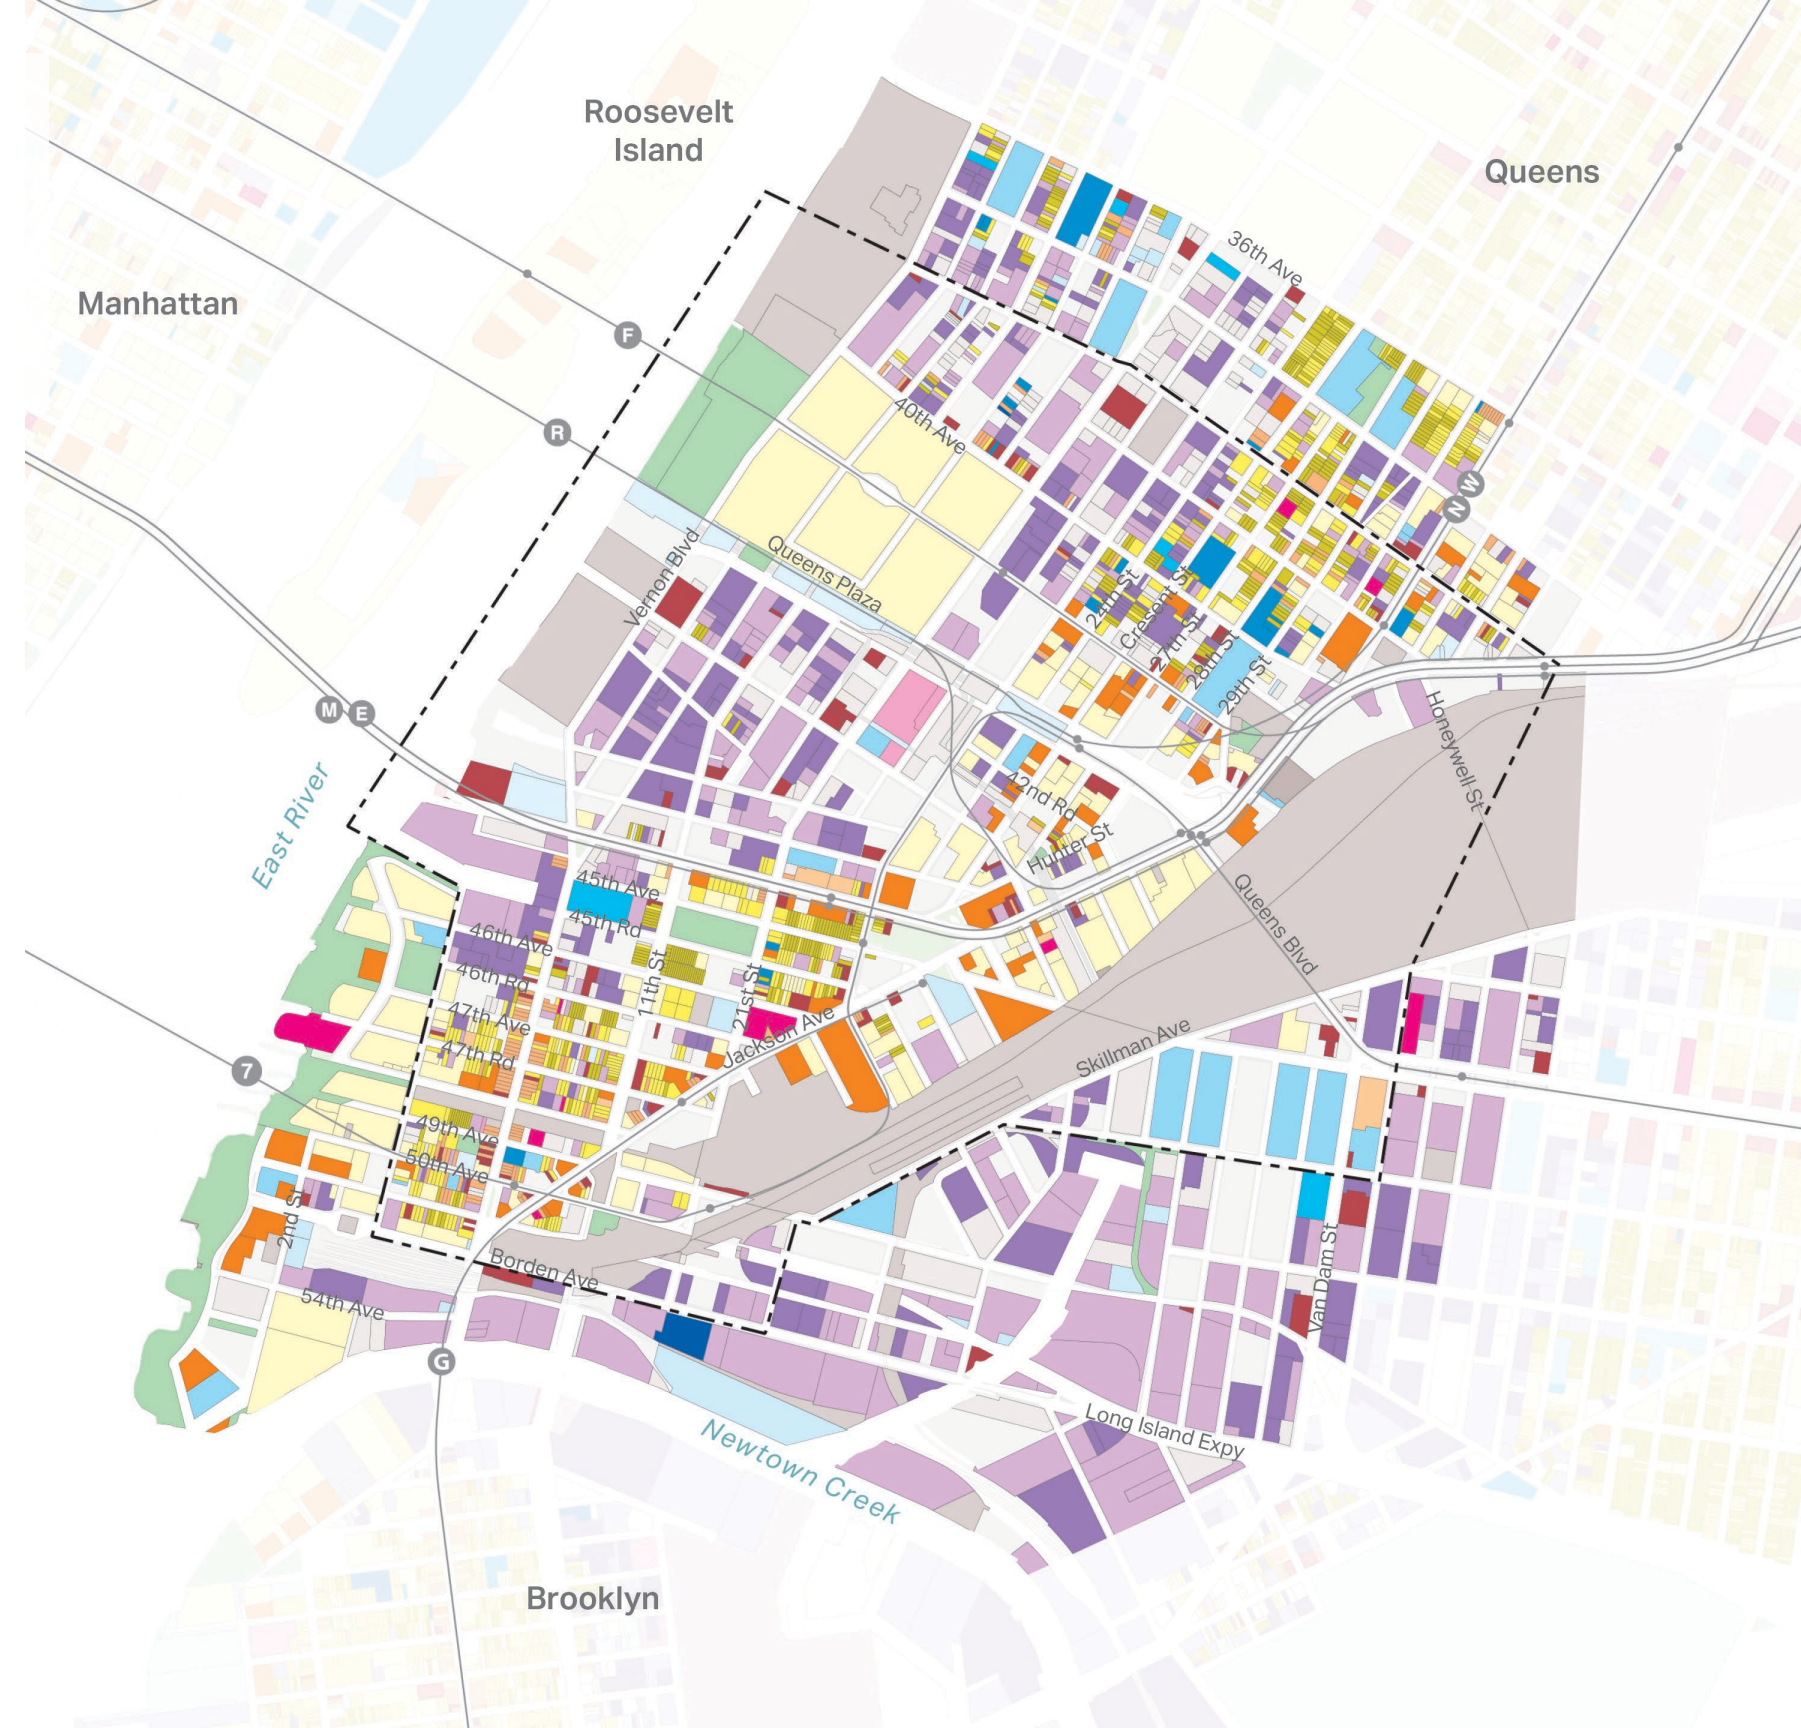 Roosevelt
Island
Queens
36th Ave
Manhattan
F
40th Ave
R
W
N
Queens Plaza
Vernon Blvd
24th St
Crescent St
27th St
28th St
29th St
M
E
Honeywell St
42nd Rd
East River
Hunter St
45th Ave
45th Rd
Queens Blvd
46th Ave
46th Rd
11th St
21st St
47th Ave
Jackson Ave
Skillman Ave
47th Rd
7
49th Ave
50th Ave
2nd St
Borden Ave
Van Dam St
54th Ave
G
Long Island Expy
Newtown Creek
Brooklyn